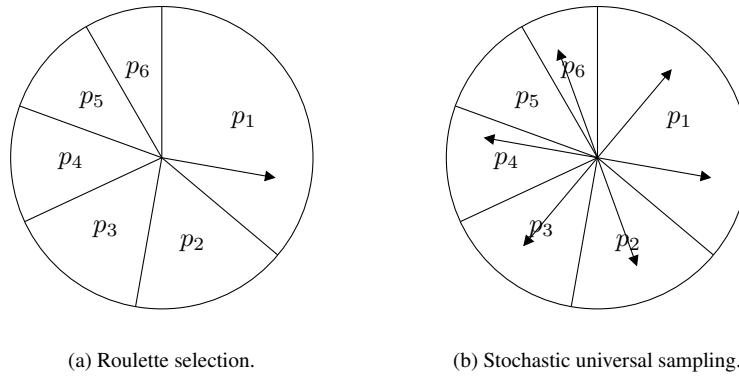 p6
p5
p1
p4
p3
p2
(a) Roulette selection.
p6
p5
p1
p4
p3
p2
(b) Stochastic universal sampling.